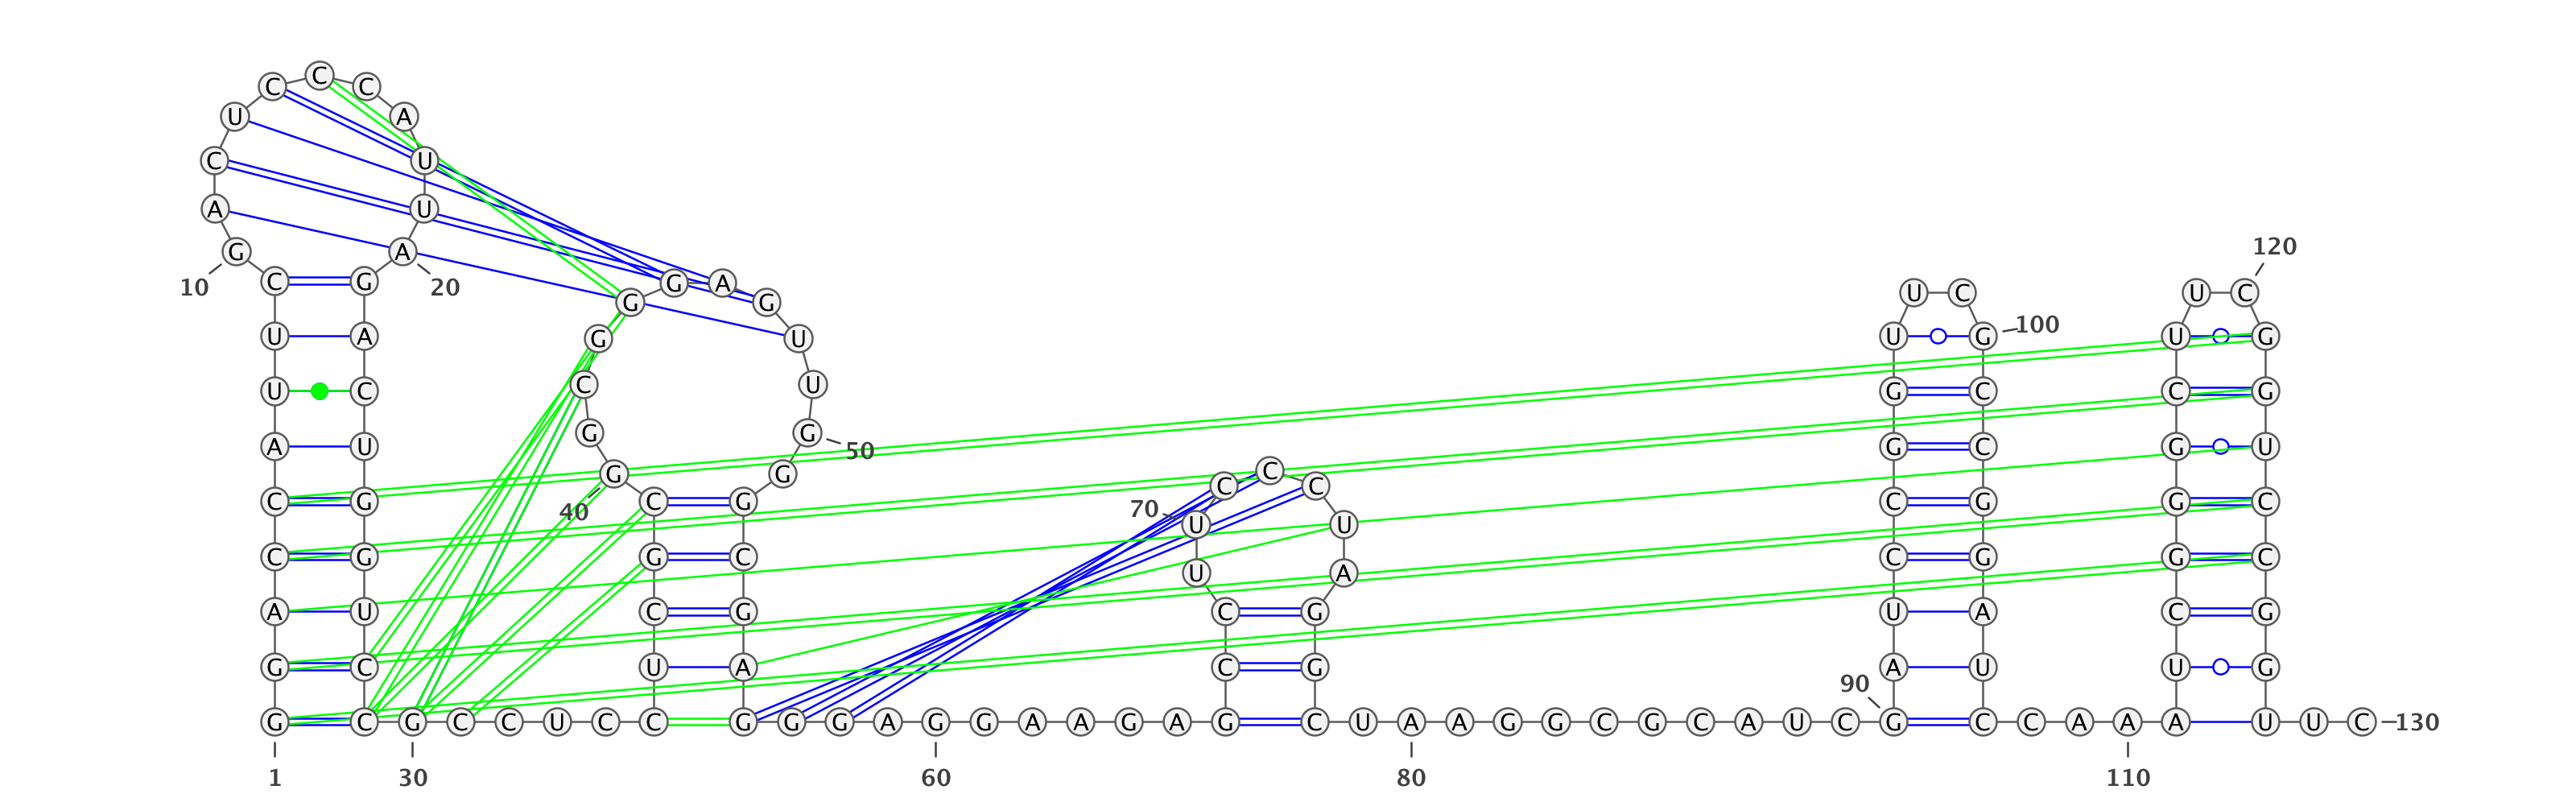 C
C C
U A
C U
A U
G A 120
10 C G 20 G A U C U C
G G
U A G U U G 100 U G
U C C U G C C G
A U G G 50 G C G U
G G C
C C
C G 40 C G 70 C G G C
U U
C G G C C G G C
U A
A U C G C G U A C G
G C U A C G 90 A U U G
G C G C C U C C G G G A G G A A G A G C U A A G G C G C A U C G C C A A A U U C 130
1 30 60 80 110